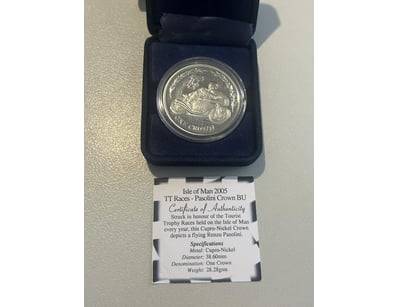 ONE CROWN
Isle of Man 2005
TT Races - Pasolini Crown BU
Certificate of Authenticity
Struck in honour of the Tourist
Trophy Races held on the Isle of Man
every year, this Cupro-Nickel Crown
depicts a flying Renzo Pasolini.
Specifications
Metal: Cupro-Nickel
Diameter: 38.60mm
Denomination: One Crown
Weight: 28.28gms